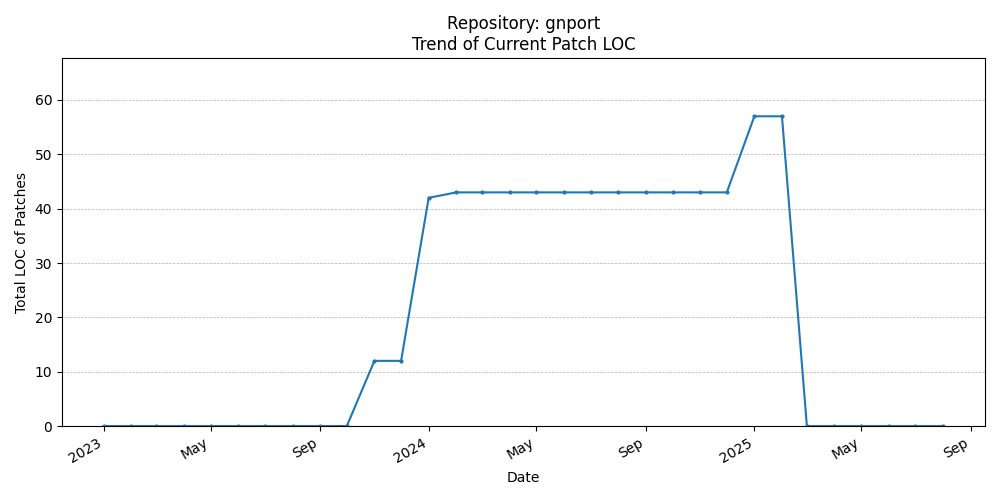 Repository: gnport
Trend of Current Patch LOC
Total LOC of Patches
60
50
40
30
20
10
0
2023
May
Sep
2024
May
Sep
2025
May
Sep
Date